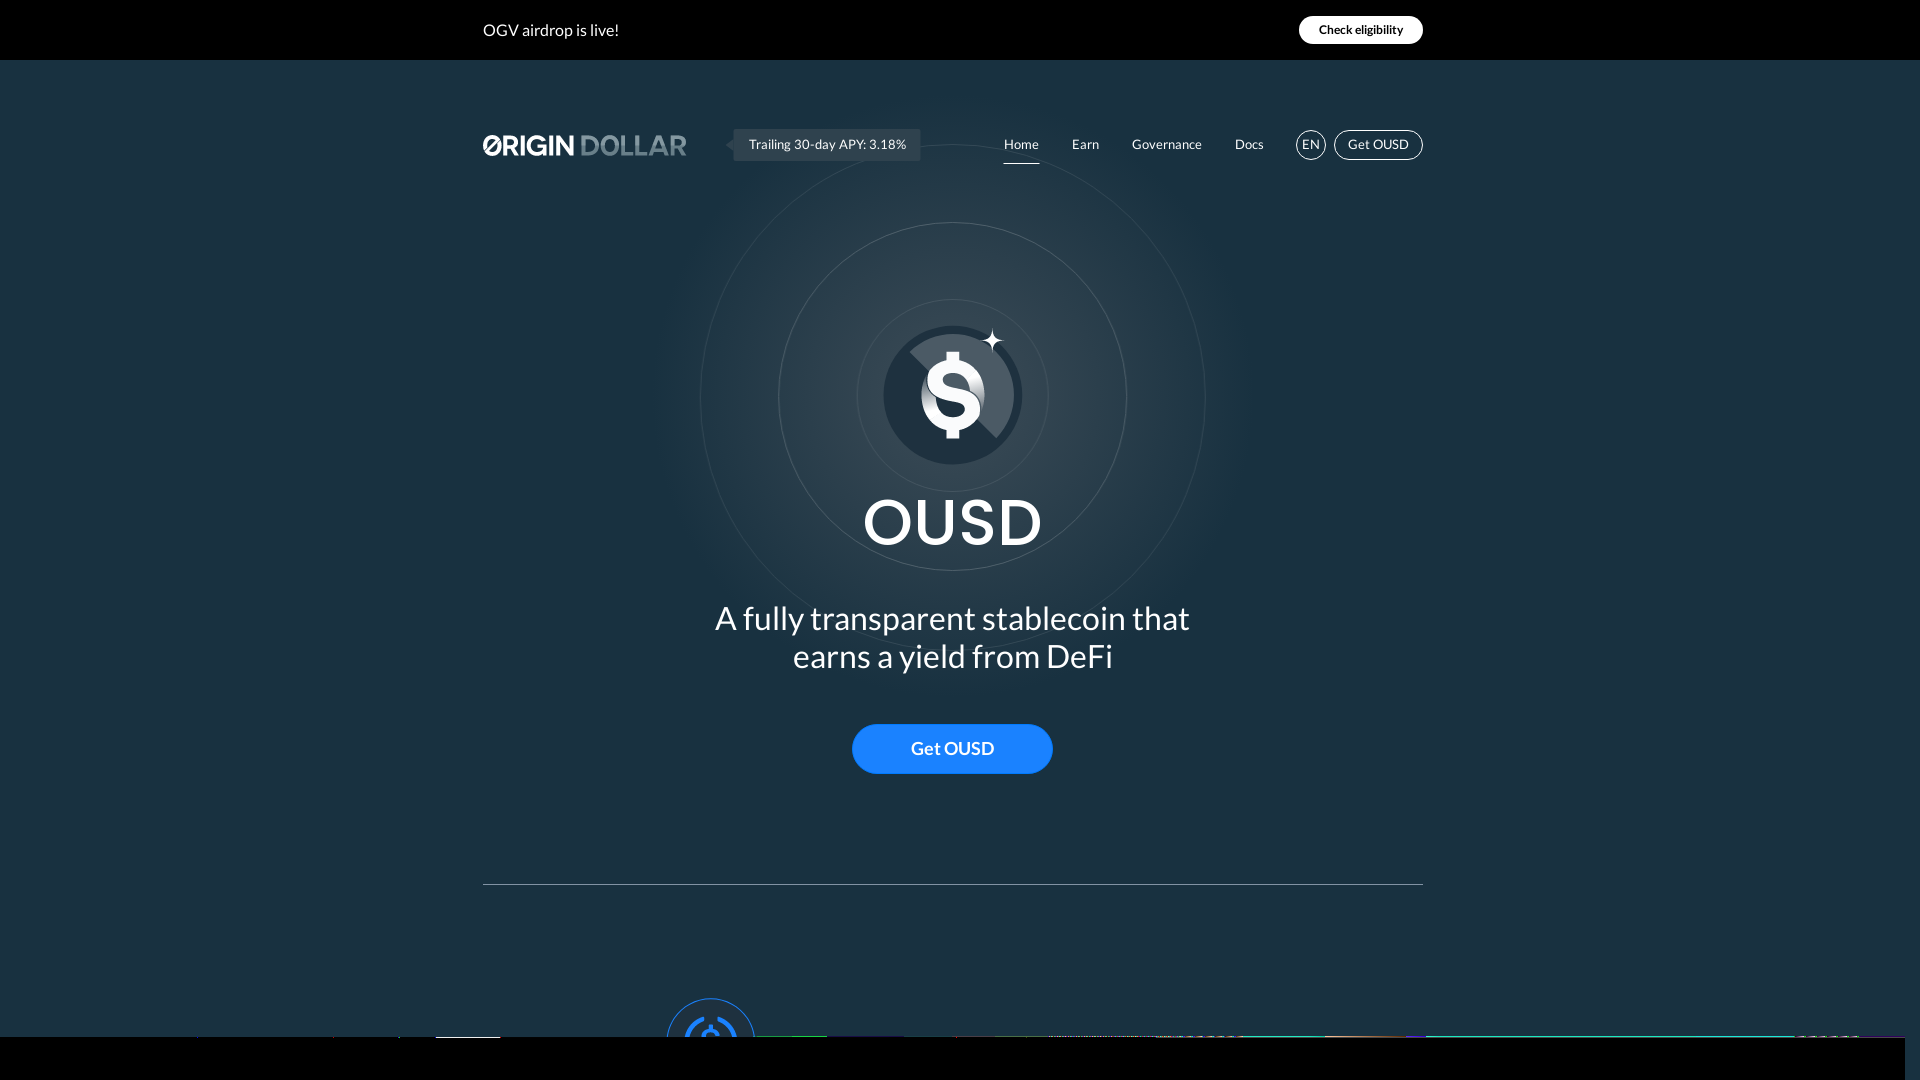 OGV airdrop is live!
Check eligibility
ORIGIN DOLLAR
Trailing 30-day APY: 3.18%
Home
Earn
Governance
Docs
EN
Get OUSD
OUSD
A fully transparent stablecoin that
earns a yield from DeFi
Get OUSD